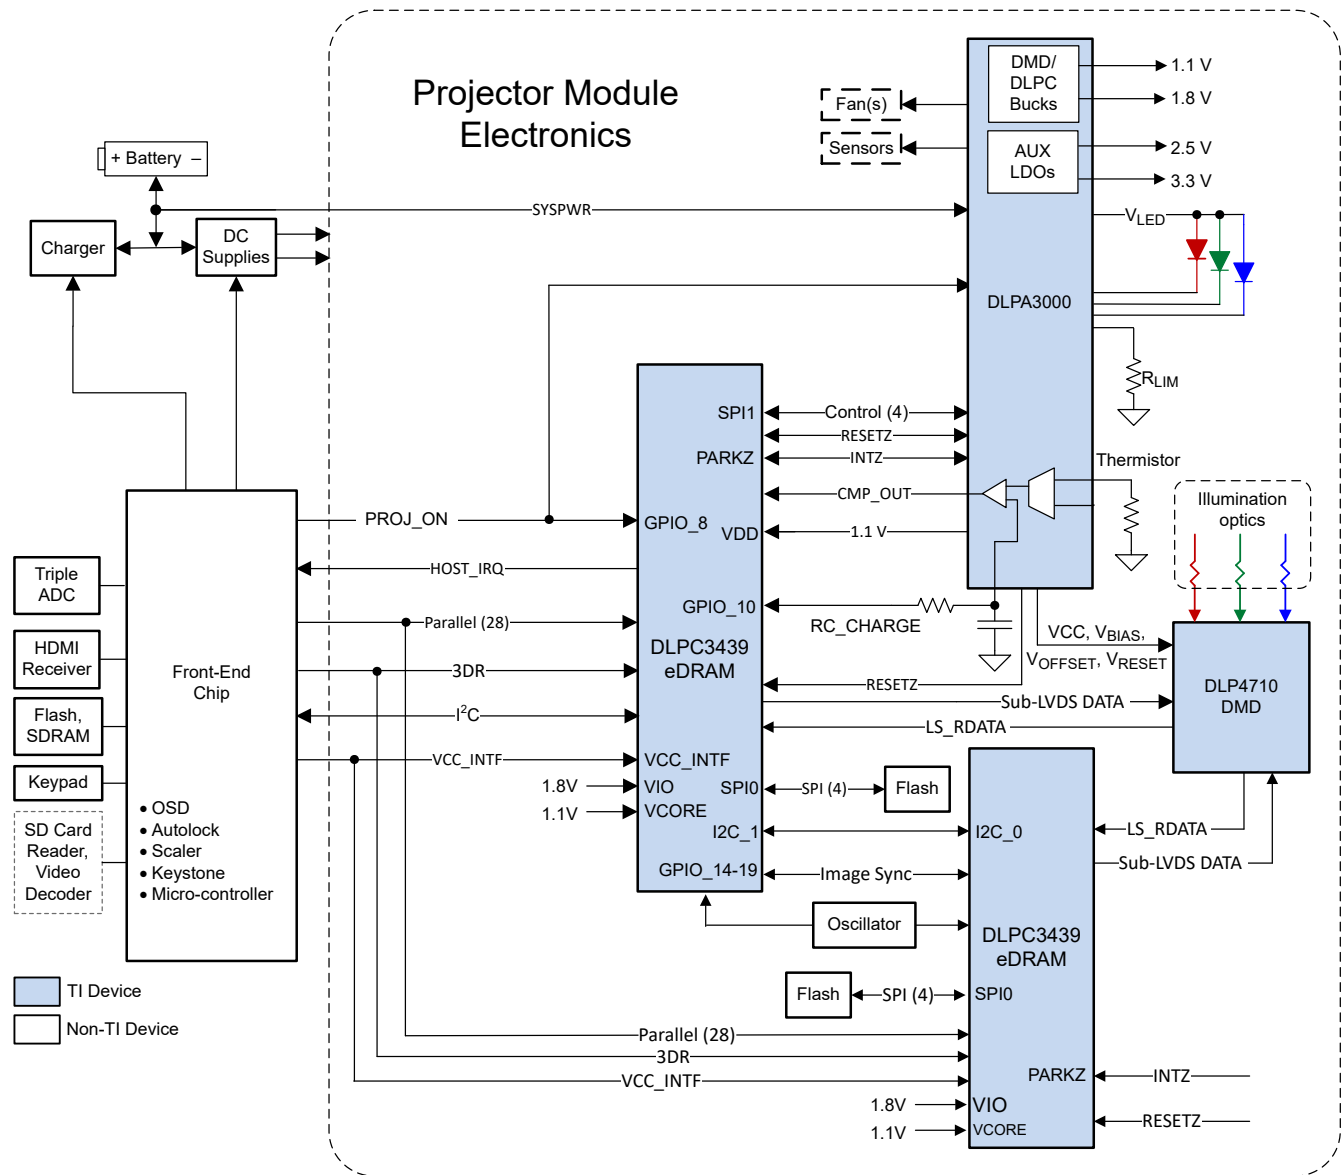 Projector Module
Electronics
DMD/
DLPC
Bucks
1.1 V
1.8 V
Fan(s)
Sensors
AUX
LDOs
2.5 V
3.3 V
+ Battery –
SYSPWR
Charger
DC
Supplies
VLED
DLPA3000
RLIM
SPI1
Control (4)
RESETZ
PARKZ
INTZ
Thermistor
CMP_OUT
Illumination
optics
PROJ_ON
GPIO_8
VDD
1.1 V
HOST_IRQ
Triple
ADC
GPIO_10
RC_CHARGE
Parallel (28)
VCC, VBIAS,
VOFFSET, VRESET
HDMI
Receiver
Front-End
Chip
3DR
DLPC3439
eDRAM
RESETZ
DLP4710
DMD
Sub-LVDS DATA
Flash,
SDRAM
I2C
LS_RDATA
VCC_INTF
VCC_INTF
Keypad
1.8V
VIO
SPI0
SPI (4)
Flash
1.1V
VCORE
• OSD
• Autolock
• Scaler
• Keystone
• Micro-controller
SD Card
Reader,
Video
Decoder
I2C_1
I2C_0
LS_RDATA
Sub-LVDS DATA
GPIO_14-19
Image Sync
Oscillator
DLPC3439
eDRAM
TI Device
Non-TI Device
Flash
SPI (4)
SPI0
Parallel (28)
3DR
VCC_INTF
PARKZ
INTZ
1.8V
VIO
RESETZ
1.1V
VCORE